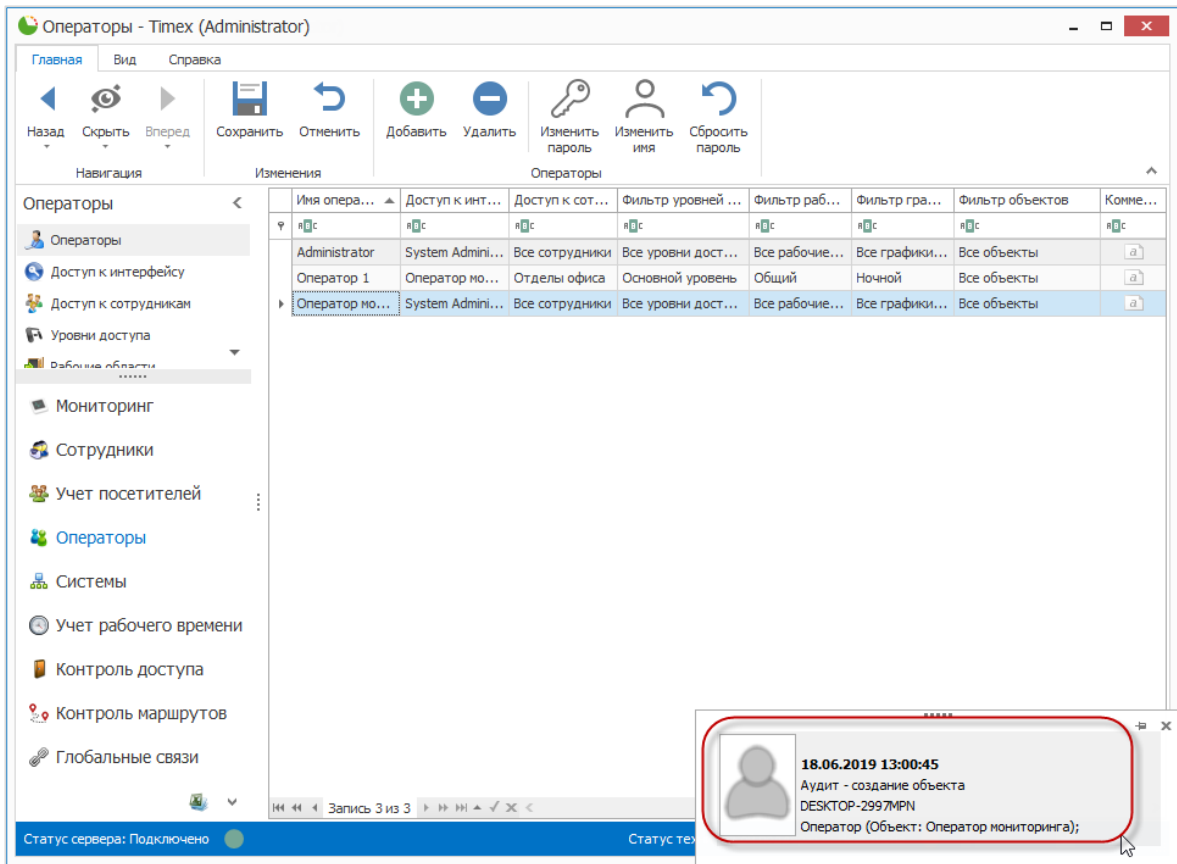 Операторы - Timex (Administrator)
Главная Вид Справка
Назад Скрыть Вперед Сохранить Отменить Добавить Удалить Изменить пароль Изменить имя Сбросить пароль
Навигация Изменения Операторы
Операторы
Операторы
Доступ к интерфейсу
Доступ к сотрудникам
Уровни доступа
Рабочие области
Мониторинг
Сотрудники
Учет посетителей
Операторы
Системы
Учет рабочего времени
Контроль доступа
Контроль маршрутов
Глобальные связи
Имя опера... Доступ к инт... Доступ к сот... Фильтр уровней ... Фильтр раб... Фильтр гра... Фильтр объектов Комме...
Administrator System Admini... Все сотрудники Все уровни дост... Все рабочие... Все графики... Все объекты
Оператор 1 Оператор мо... Отделы офиса Основной уровень Общий Ночной Все объекты
Оператор мо... System Admini... Все сотрудники Все уровни дост... Все рабочие... Все графики... Все объекты
Запись 3 из 3
18.06.2019 13:00:45
Аудит - создание объекта
DESKTOP-2997MPN
Оператор (Объект: Оператор мониторинга);
Статус сервера: Подключено Статус тех